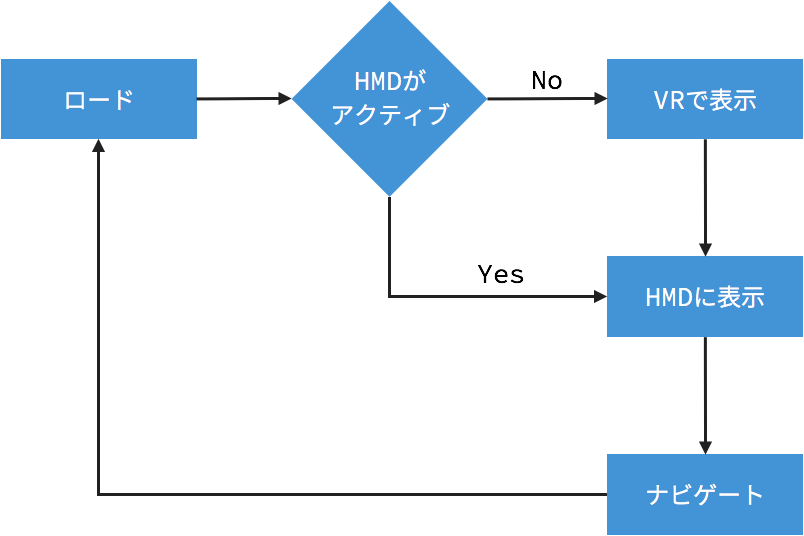 ロード
HMDが
アクティブ
No
VRで表示
Yes
HMDに表示
ナビゲート